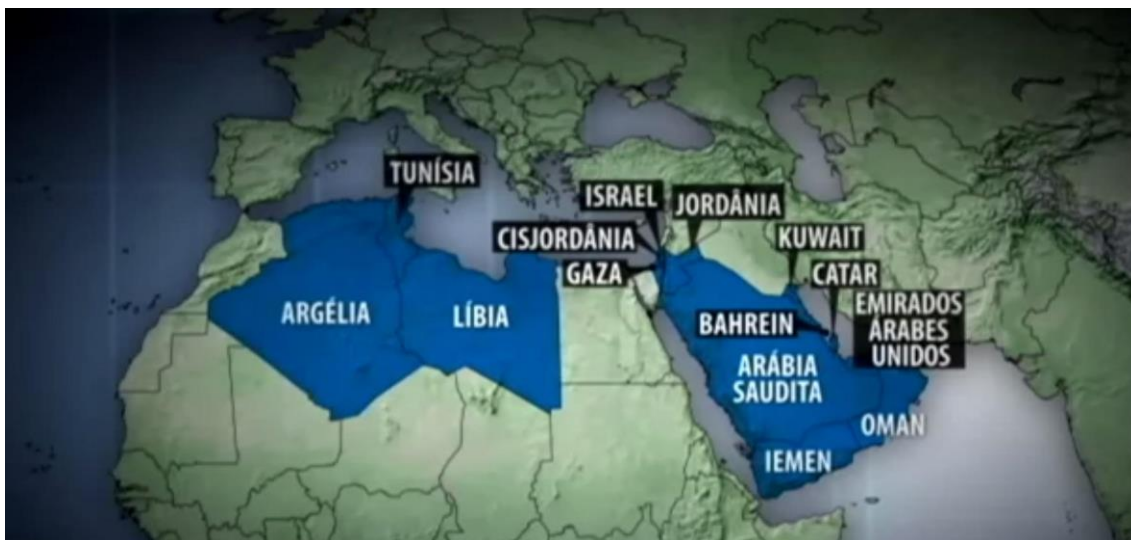 TUNÍSIA
ISRAEL
JORDÂNIA
CISJORDÂNIA
KUWAIT
GAZA
CATAR
ARGÉLIA
LÍBIA
BAHREIN
EMIRADOS
ÁRABES
UNIDOS
ARÁBIA
SAUDITA
OMAN
IEMEN